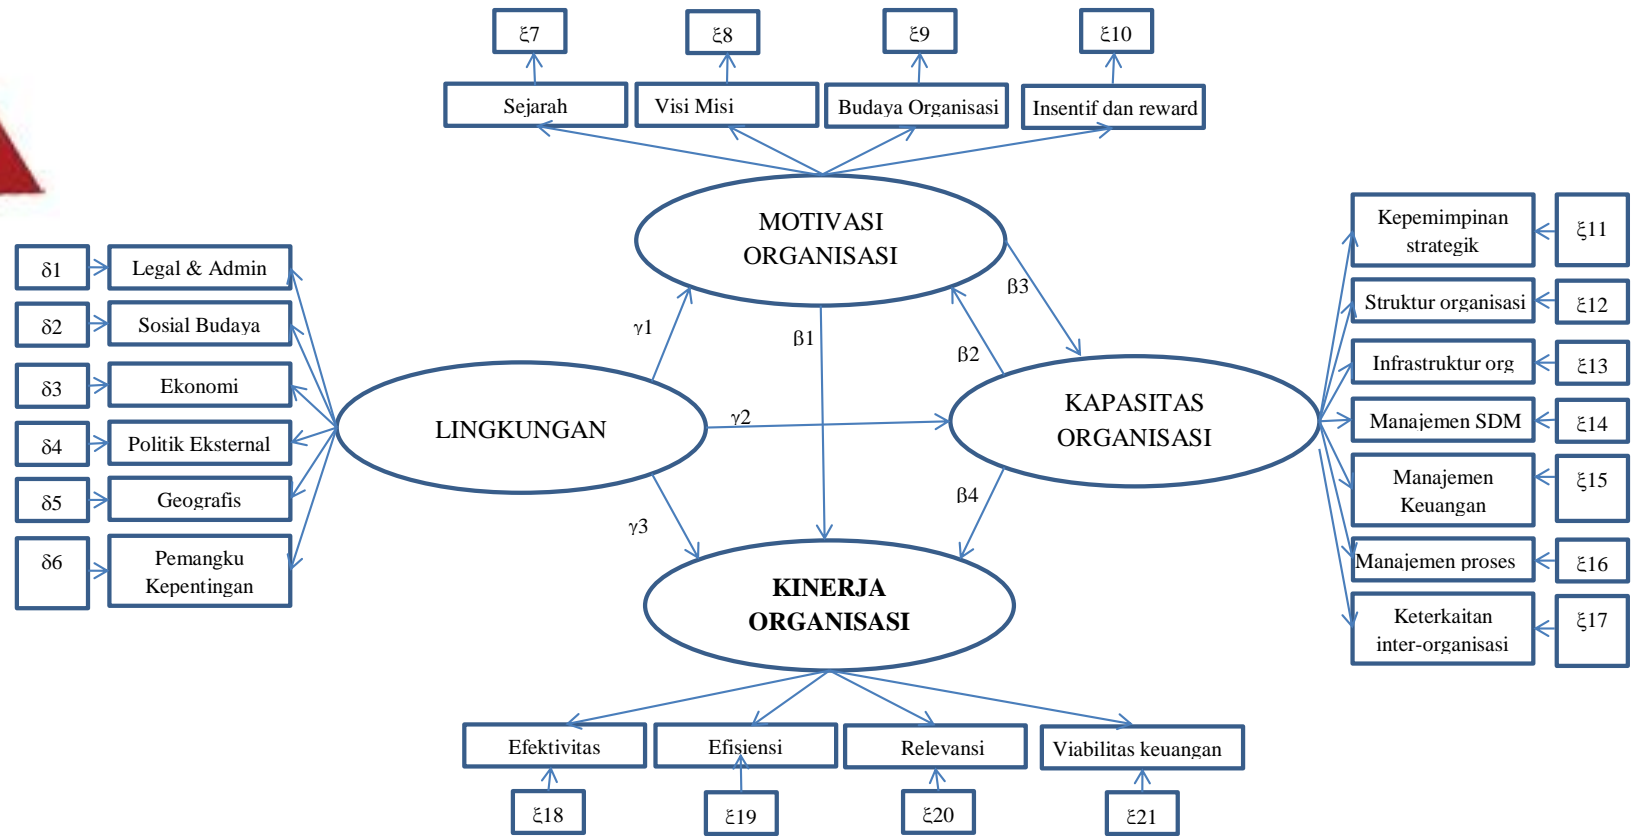 ξ7
ξ8
ξ9
ξ10
Sejarah
Visi Misi
Budaya Organisasi
Insentif dan reward
MOTIVASI
ORGANISASI
δ1
Legal & Admin
δ2
Sosial Budaya
δ3
Ekonomi
δ4
Politik Eksternal
δ5
Geografis
δ6
Pemangku
Kepentingan
LINGKUNGAN
γ1
γ2
γ3
β1
β2
β3
β4
KAPASITAS
ORGANISASI
Kepemimpinan
strategik
ξ11
Struktur organisasi
ξ12
Infrastruktur org
ξ13
Manajemen SDM
ξ14
Manajemen
Keuangan
ξ15
Manajemen proses
ξ16
Keterkaitan
inter-organisasi
ξ17
KINERJA
ORGANISASI
Efektivitas
Efisiensi
Relevansi
Viabilitas keuangan
ξ18
ξ19
ξ20
ξ21